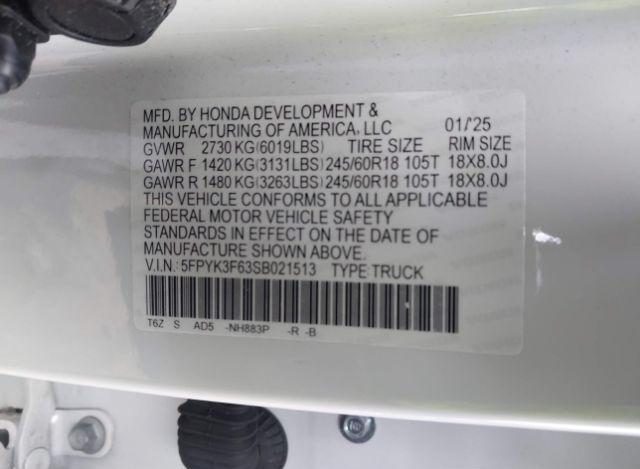 MFD. BY HONDA DEVELOPMENT &
MANUFACTURING OF AMERICA, LLC 01/'25
GVWR 2730 KG(6019LBS) TIRE SIZE RIM SIZE
GAWR F 1420 KG(3131LBS) 245/60R18 105T 18X8.0J
GAWR R 1480 KG(3263LBS) 245/60R18 105T 18X8.0J
THIS VEHICLE CONFORMS TO ALL APPLICABLE
FEDERAL MOTOR VEHICLE SAFETY
STANDARDS IN EFFECT ON THE DATE OF
MANUFACTURE SHOWN ABOVE.
V.I.N.: 5FPYK3F63SB021513 TYPE:TRUCK
T6Z S AD5 -NH883P -R -B